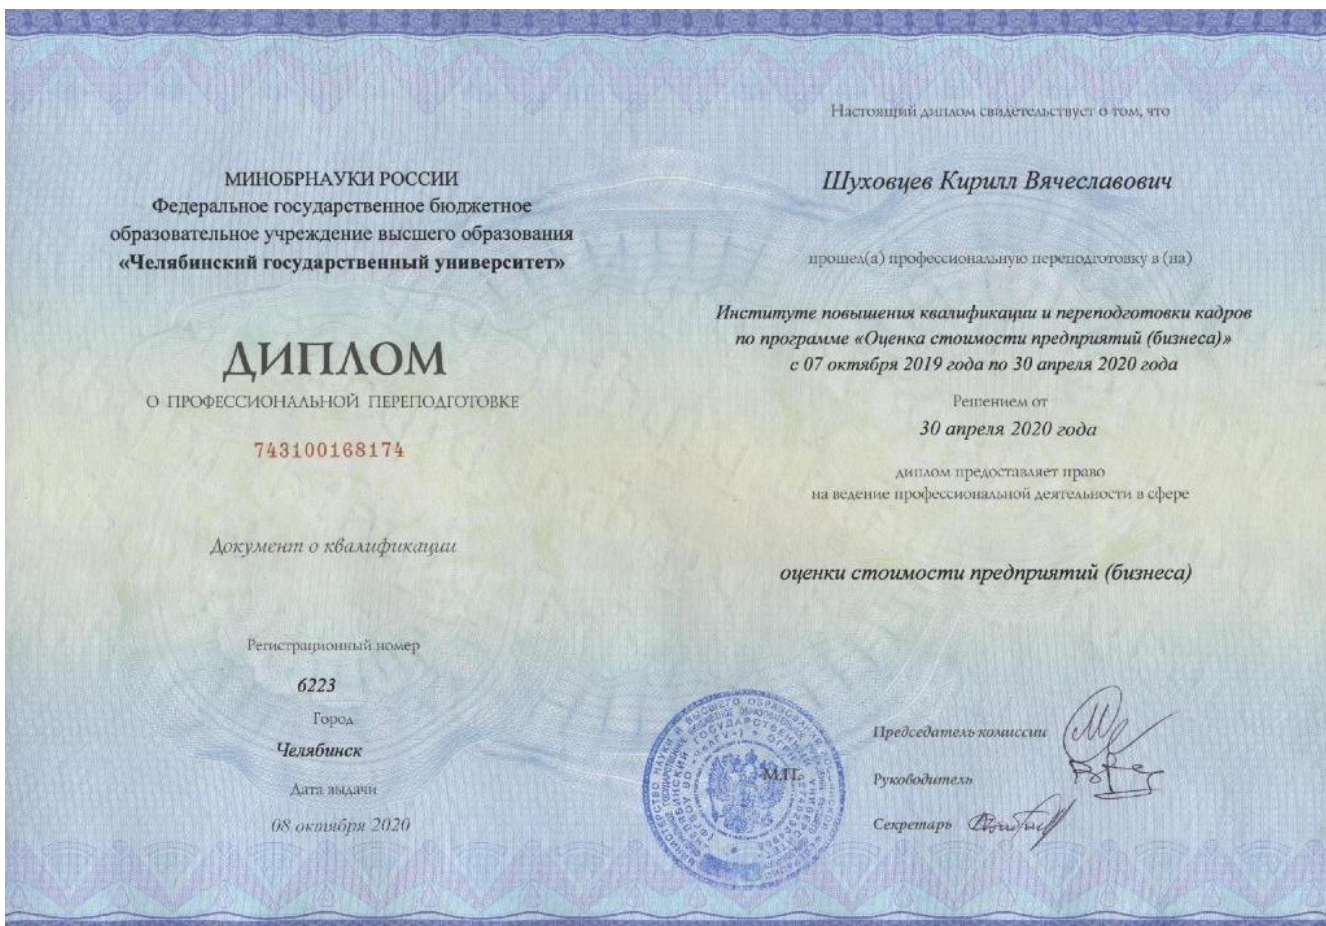 МИНОБРНАУКИ РОССИИ
Федеральное государственное бюджетное
образовательное учреждение высшего образования
«Челябинский государственный университет»
ДИПЛОМ
О ПРОФЕССИОНАЛЬНОЙ ПЕРЕПОДГОТОВКЕ
743100168174
Документ о квалификации
Регистрационный номер
6223
Город
Челябинск
Дата выдачи
08 октября 2020
Настоящий диплом свидетельствует о том, что
Шуховцев Кирилл Вячеславович
прошел(а) профессиональную переподготовку в (на)
Институте повышения квалификации и переподготовки кадров
по программе «Оценка стоимости предприятий (бизнеса)»
с 07 октября 2019 года по 30 апреля 2020 года
Решением от
30 апреля 2020 года
диплом предоставляет право
на ведение профессиональной деятельности в сфере
оценки стоимости предприятий (бизнеса)
М.П.
Председатель комиссии
Руководитель
Секретарь